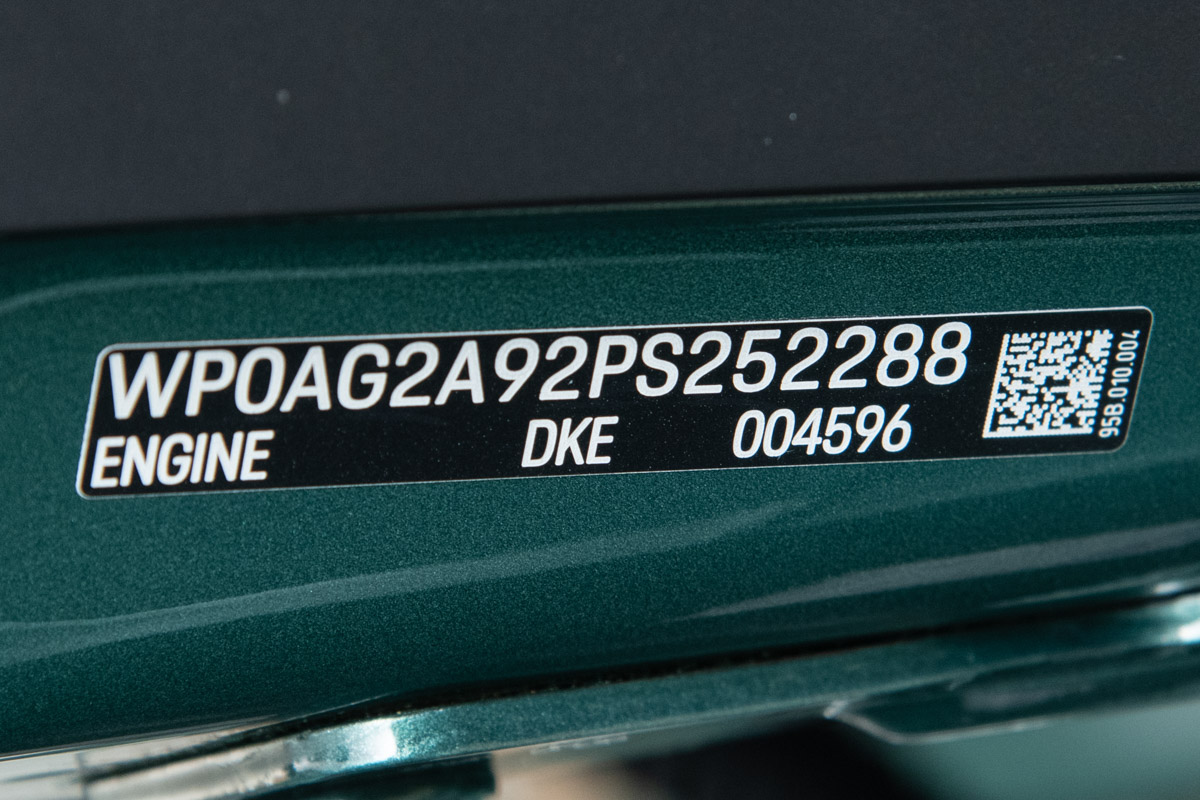 WP0AG2A92PS252288
ENGINE DKE 004596
95B.010.004